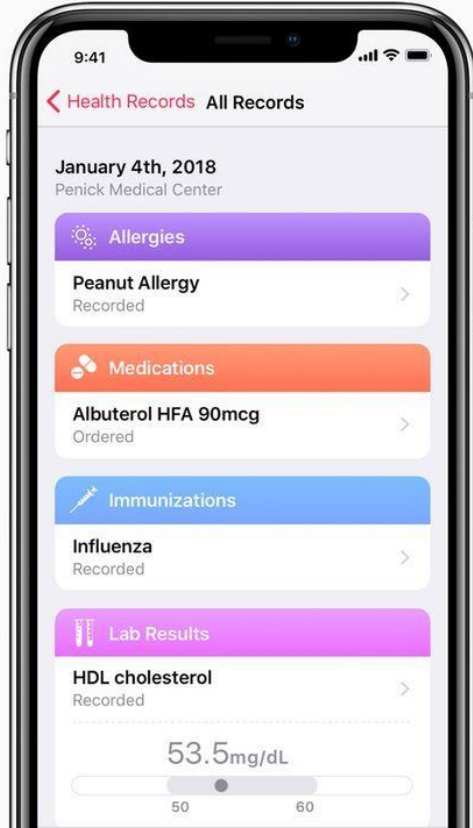 9:41
Health Records All Records
January 4th, 2018
Penick Medical Center
Allergies
Peanut Allergy
Recorded
Medications
Albuterol HFA 90mcg
Ordered
Immunizations
Influenza
Recorded
Lab Results
HDL cholesterol
Recorded
53.5mg/dL
50 60